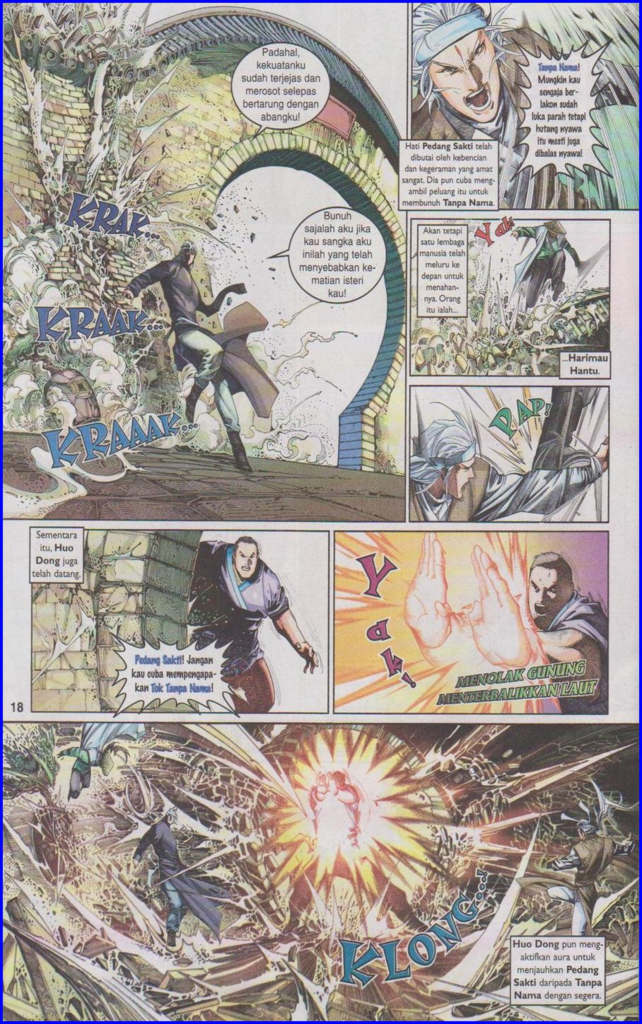 Padahal,
kekuatanku
sudah terjejas dan
merosot selepas
bertarung dengan
abangku!
Bunuh
sajalah aku jika
kau sangka aku
inilah yang telah
menyebabkan ke-
matian isteri
kau!
KRAK...
KRAAK...
KRAAAK...
Tanpa Nama!
Mungkin kau
sengaja ber-
lakon sudah
luka parah tetapi
hutang nyawa
itu mesti juga
dibalas nyawa!
Hati Pedang Sakti telah
dibutai oleh kebencian
dan kegeraman yang amat
sangat. Dia pun cuba meng-
ambil peluang itu untuk
membunuh Tanpa Nama.
Akan tetapi
satu lembaga
manusia telah
meluru ke
depan untuk
menahan-
nya. Orang
itu ialah...
Yak!
...Harimau
Hantu.
PAP!
Sementara
itu, Huo
Dong juga
telah datang.
Pedang Sakti! Jangan
kau cuba mempengapa-
kan Tok Tanpa Nama!
Yak!
MENOLAK GUNUNG
MENTERBALIKKAN LAUT
18
KLONG...!
Huo Dong pun meng-
aktifkan aura untuk
menjauhkan Pedang
Sakti daripada Tanpa
Nama dengan segera.